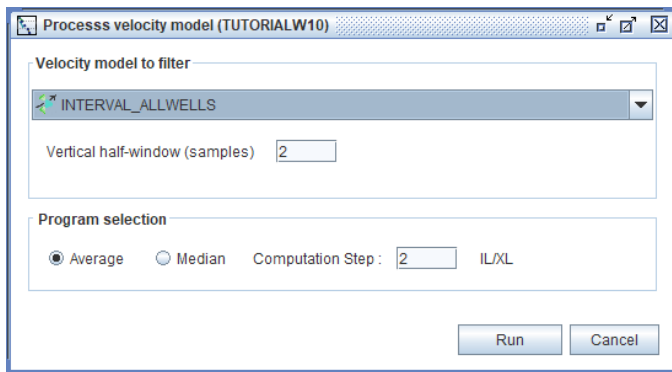 Processs velocity model (TUTORIALW10)
Velocity model to filter
INTERVAL_ALLWELLS
Vertical half-window (samples) 2
Program selection
Average Median Computation Step : 2 IL/XL
Run Cancel